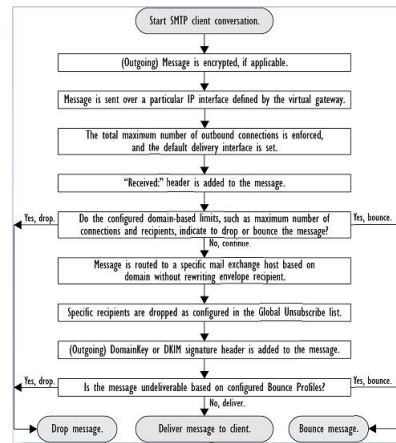 Start SMTP client conversation.
(Outgoing) Message is encrypted, if applicable.
Message is sent over a particular IP interface defined by the virtual gateway.
The total maximum number of outbound connections is enforced,
and the default delivery interface is set.
"Received:" header is added to the message.
Yes, drop.
Do the configured domain-based limits, such as maximum number of
connections and recipients, indicate to drop or bounce the message?
Yes, bounce.
No, continue.
Message is routed to a specific mail exchange host based on
domain without rewriting envelope recipient.
Specific recipients are dropped as configured in the Global Unsubscribe list.
(Outgoing) DomainKey or DKIM signature header is added to the message.
Yes, drop.
Is the message undeliverable based on configured Bounce Profiles?
Yes, bounce.
No, deliver.
Drop message.
Deliver message to client.
Bounce message.